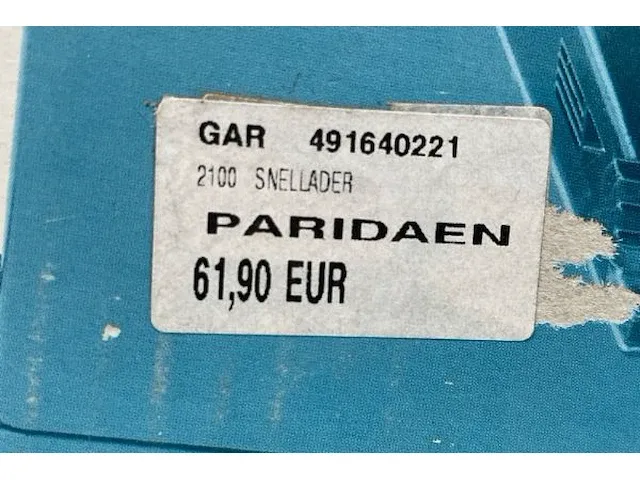 GAR 491640221
2100 SNELLADER
PARIDAEN
61,90 EUR